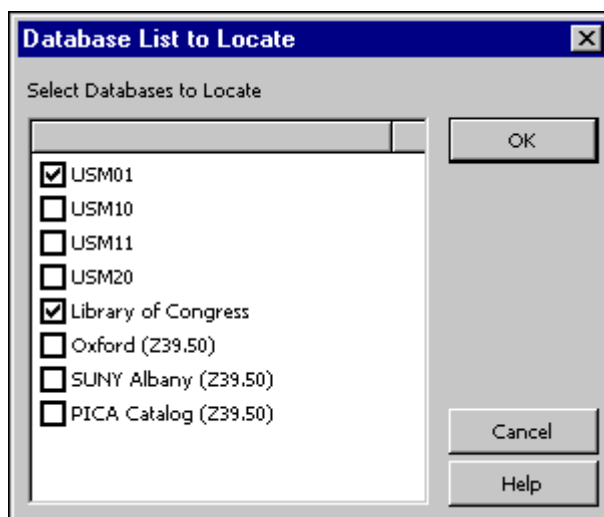 Database List to Locate
Select Databases to Locate
OK
USM01
USM10
USM11
USM20
Library of Congress
Oxford (Z39.50)
SUNY Albany (Z39.50)
PICA Catalog (Z39.50)
Cancel
Help